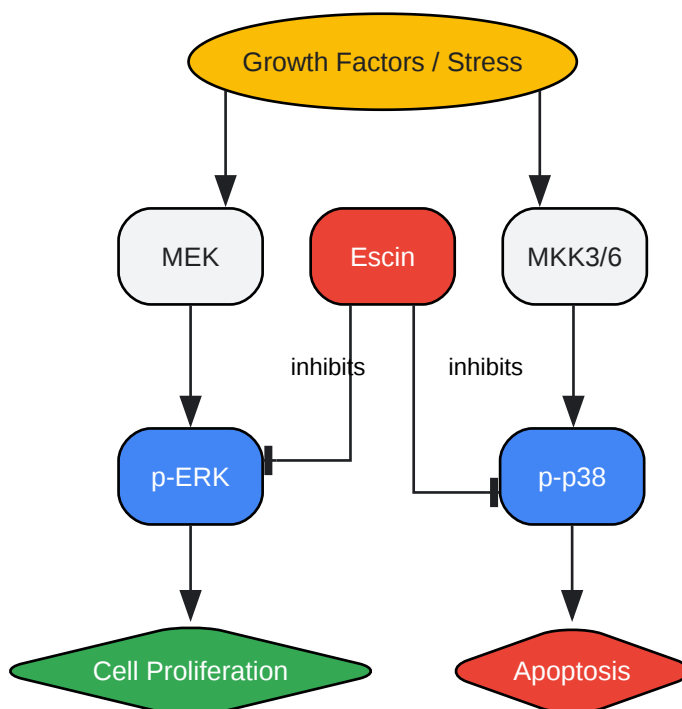 Growth Factors / Stress
MEK
Escin
MKK3/6
inhibits
inhibits
p-ERK
p-p38
Cell Proliferation
Apoptosis